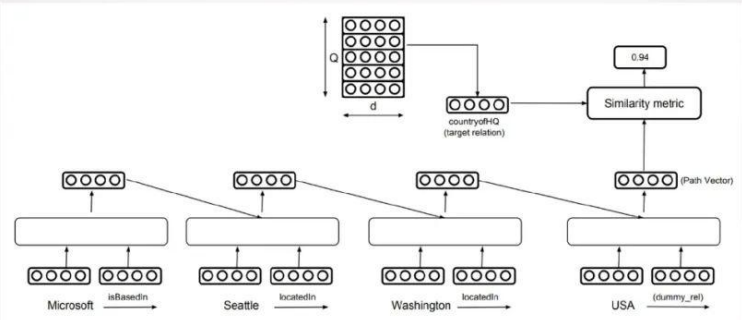 Q
d
countryofHQ
(target relation)
0.94
Similarity metric
(Path Vector)
isBasedIn
Microsoft
locatedIn
Seattle
locatedIn
Washington
(dummy_rel)
USA